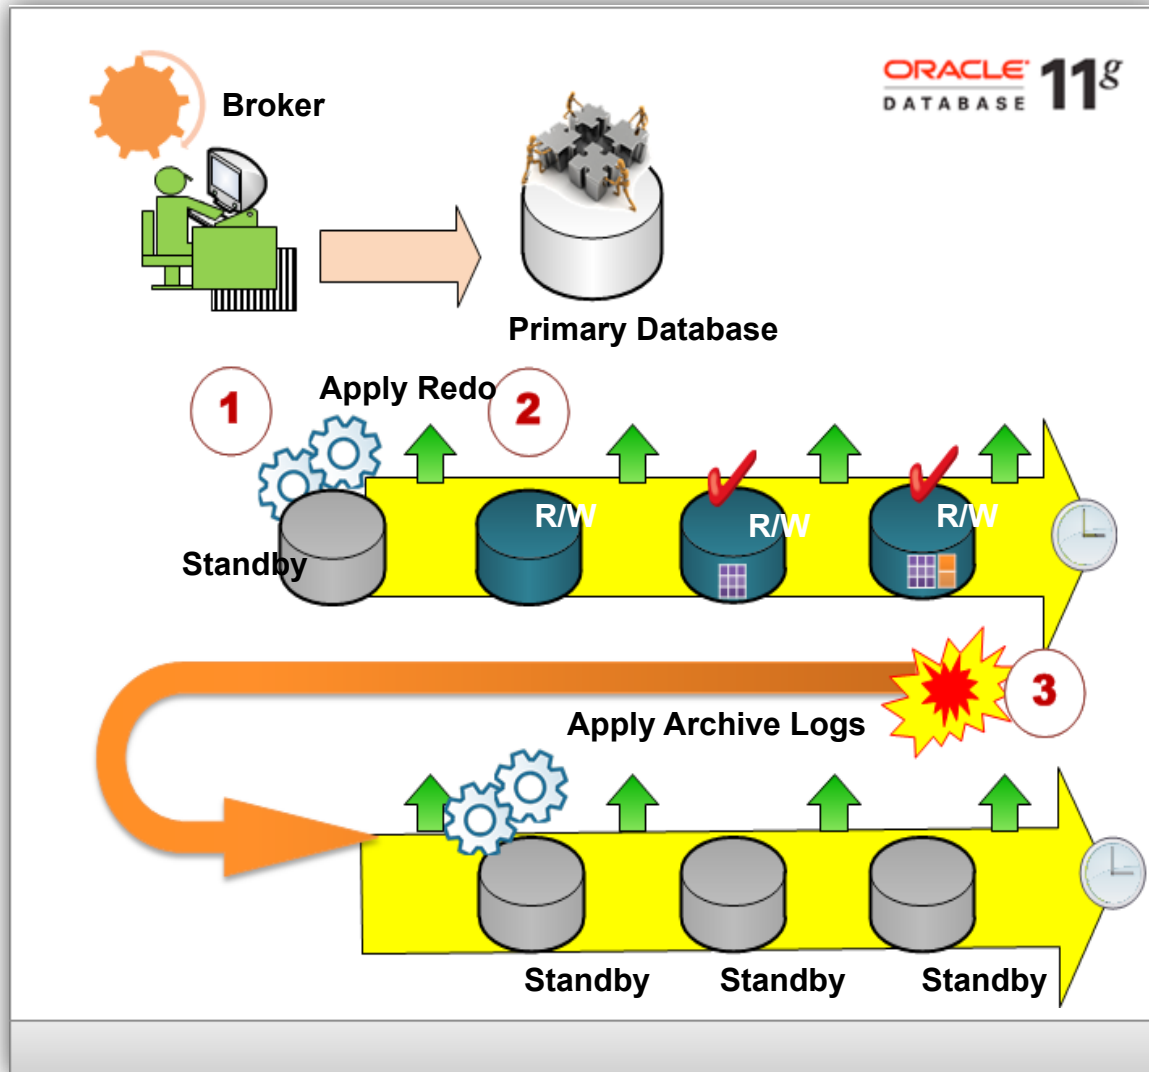 Broker
ORACLE 11g
DATABASE
Primary Database
1
Apply Redo
2
R/W
R/W
R/W
Standby
3
Apply Archive Logs
Standby
Standby
Standby